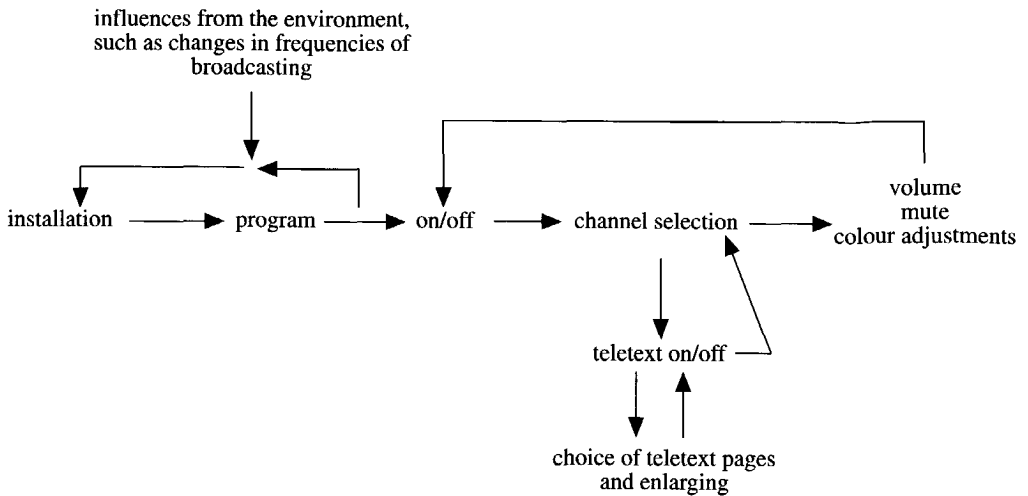 influences from the environment,
such as changes in frequencies of
broadcasting
installation
program
on/off
channel selection
volume
mute
colour adjustments
teletext on/off
choice of teletext pages
and enlarging